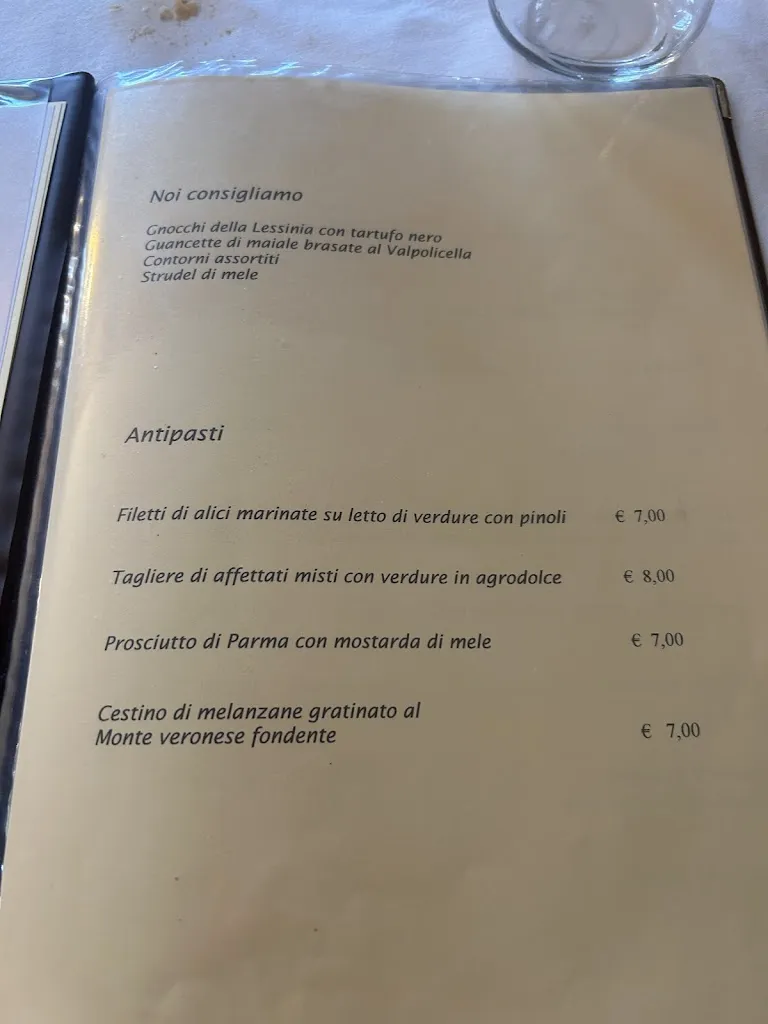 Noi consigliamo
Gnocchi della Lessinia con tartufo nero
Guancette di maiale brasate al Valpolicella
Contorni assortiti
Strudel di mele
Antipasti
Filetti di alici marinate su letto di verdure con pinoli € 7,00
Tagliere di affettati misti con verdure in agrodolce € 8,00
Prosciutto di Parma con mostarda di mele € 7,00
Cestino di melanzane gratinato al
Monte veronese fondente € 7,00